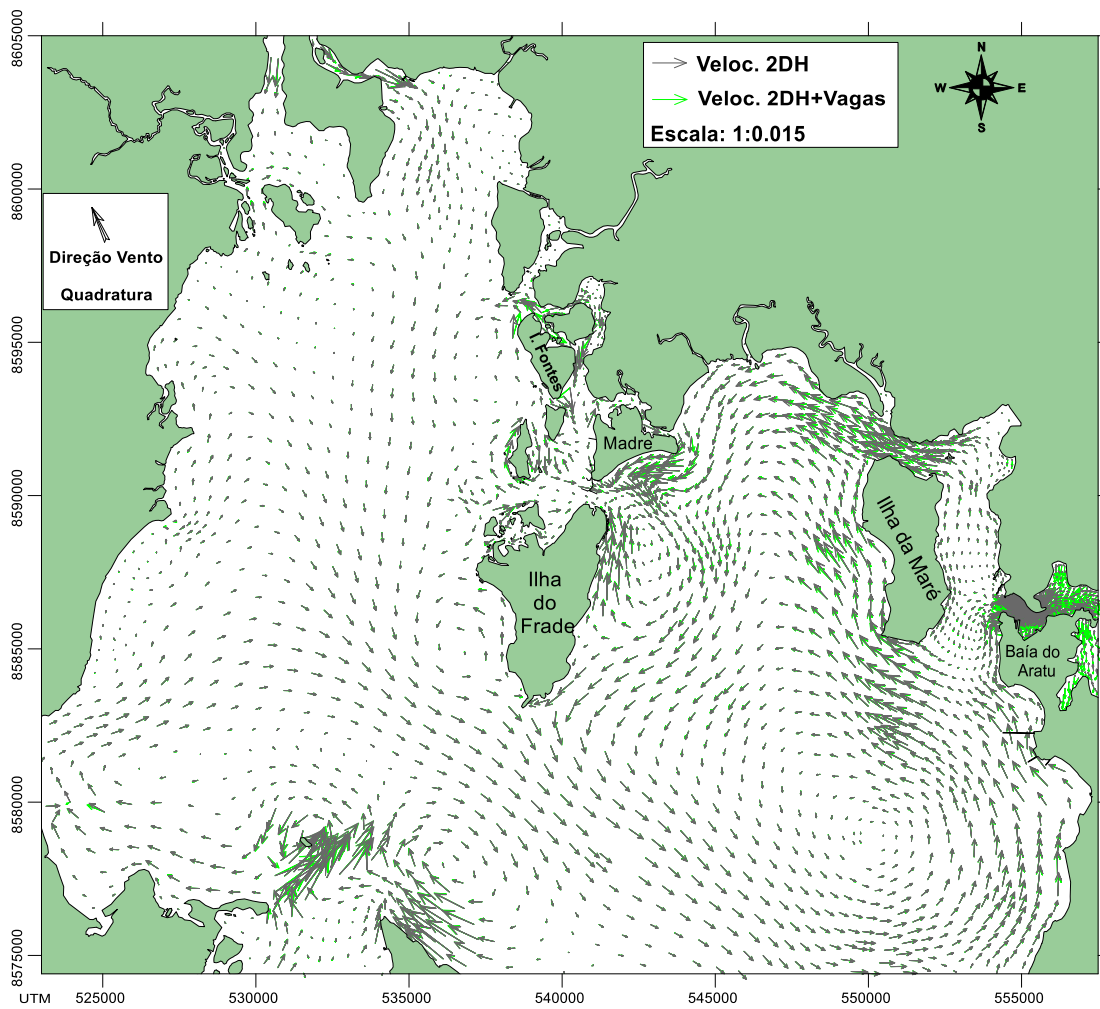 8605000
8600000
8595000
8590000
8585000
8580000
8575000
Veloc. 2DH
Veloc. 2DH+Vagas
Escala: 1:0.015
N
W
E
S
Direção Vento
Quadratura
I. Fontes
Madre
Ilha da Maré
Ilha
do
Frade
Baía do
Aratu
UTM
525000
530000
535000
540000
545000
550000
555000